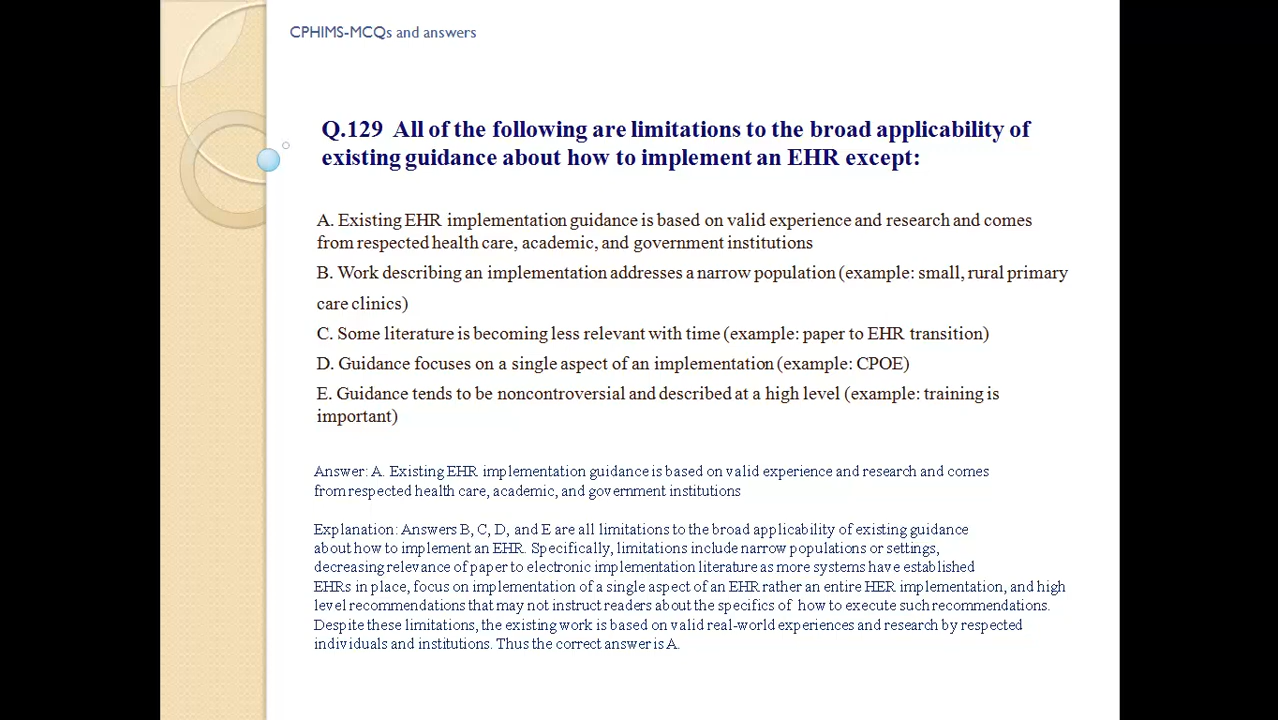 CPHIMS-MCQs and answers
Q.129 All of the following are limitations to the broad applicability of
existing guidance about how to implement an EHR except:
A. Existing EHR implementation guidance is based on valid experience and research and comes
from respected health care, academic, and government institutions
B. Work describing an implementation addresses a narrow population (example: small, rural primary
care clinics)
C. Some literature is becoming less relevant with time (example: paper to EHR transition)
D. Guidance focuses on a single aspect of an implementation (example: CPOE)
E. Guidance tends to be noncontroversial and described at a high level (example: training is
important)
Answer: A. Existing EHR implementation guidance is based on valid experience and research and comes
from respected health care, academic, and government institutions
Explanation: Answers B, C, D, and E are all limitations to the broad applicability of existing guidance
about how to implement an EHR. Specifically, limitations include narrow populations or settings,
decreasing relevance of paper to electronic implementation literature as more systems have established
EHRs in place, focus on implementation of a single aspect of an EHR rather an entire HER implementation, and high
level recommendations that may not instruct readers about the specifics of how to execute such recommendations.
Despite these limitations, the existing work is based on valid real-world experiences and research by respected
individuals and institutions. Thus the correct answer is A.